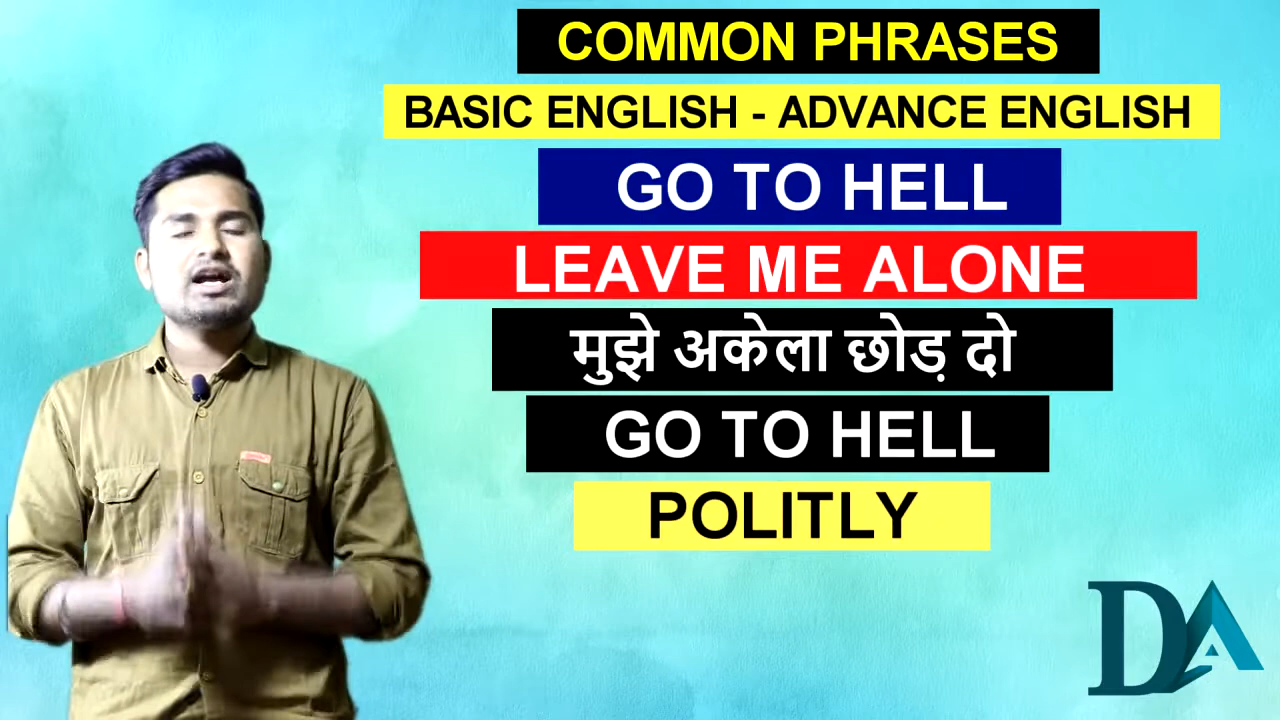 COMMON PHRASES
BASIC ENGLISH - ADVANCE ENGLISH
GO TO HELL
LEAVE ME ALONE
मुझे अकेला छोड़ दो
GO TO HELL
POLITLY
DA